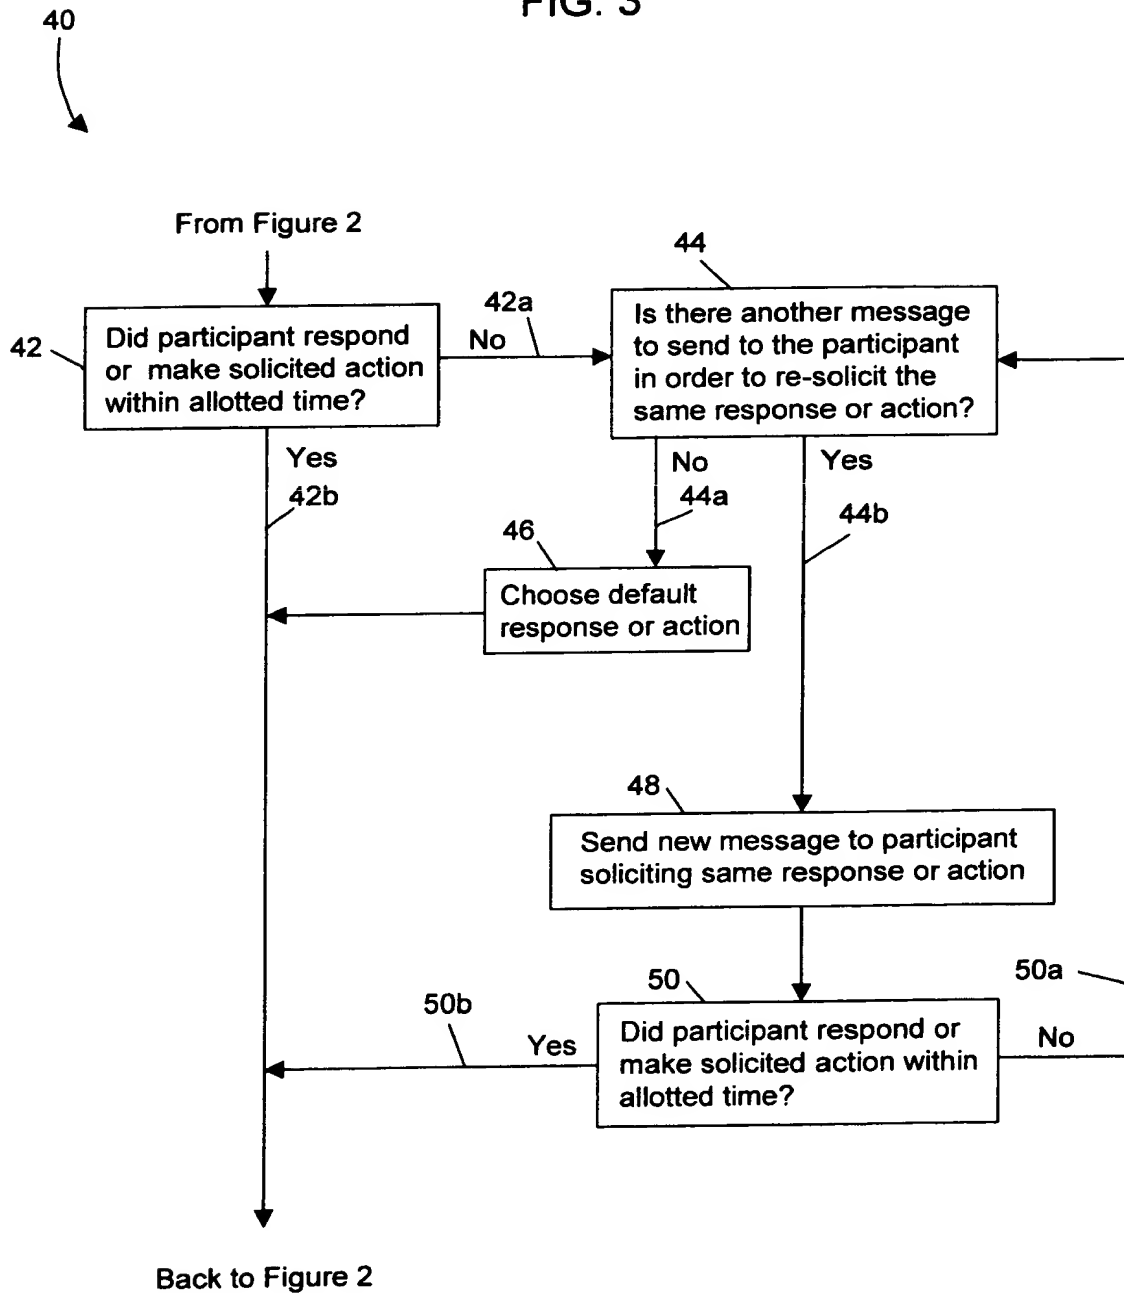 FIG. 3
40
From Figure 2
44
42a
42
Did participant respond
or make solicited action
within allotted time?
No
Is there another message
to send to the participant
in order to re-solicit the
same response or action?
Yes
42b
No
44a
Yes
44b
46
Choose default
response or action
48
Send new message to participant
soliciting same response or action
50a
50
50b
Yes
Did participant respond or
make solicited action within
allotted time?
No
Back to Figure 2